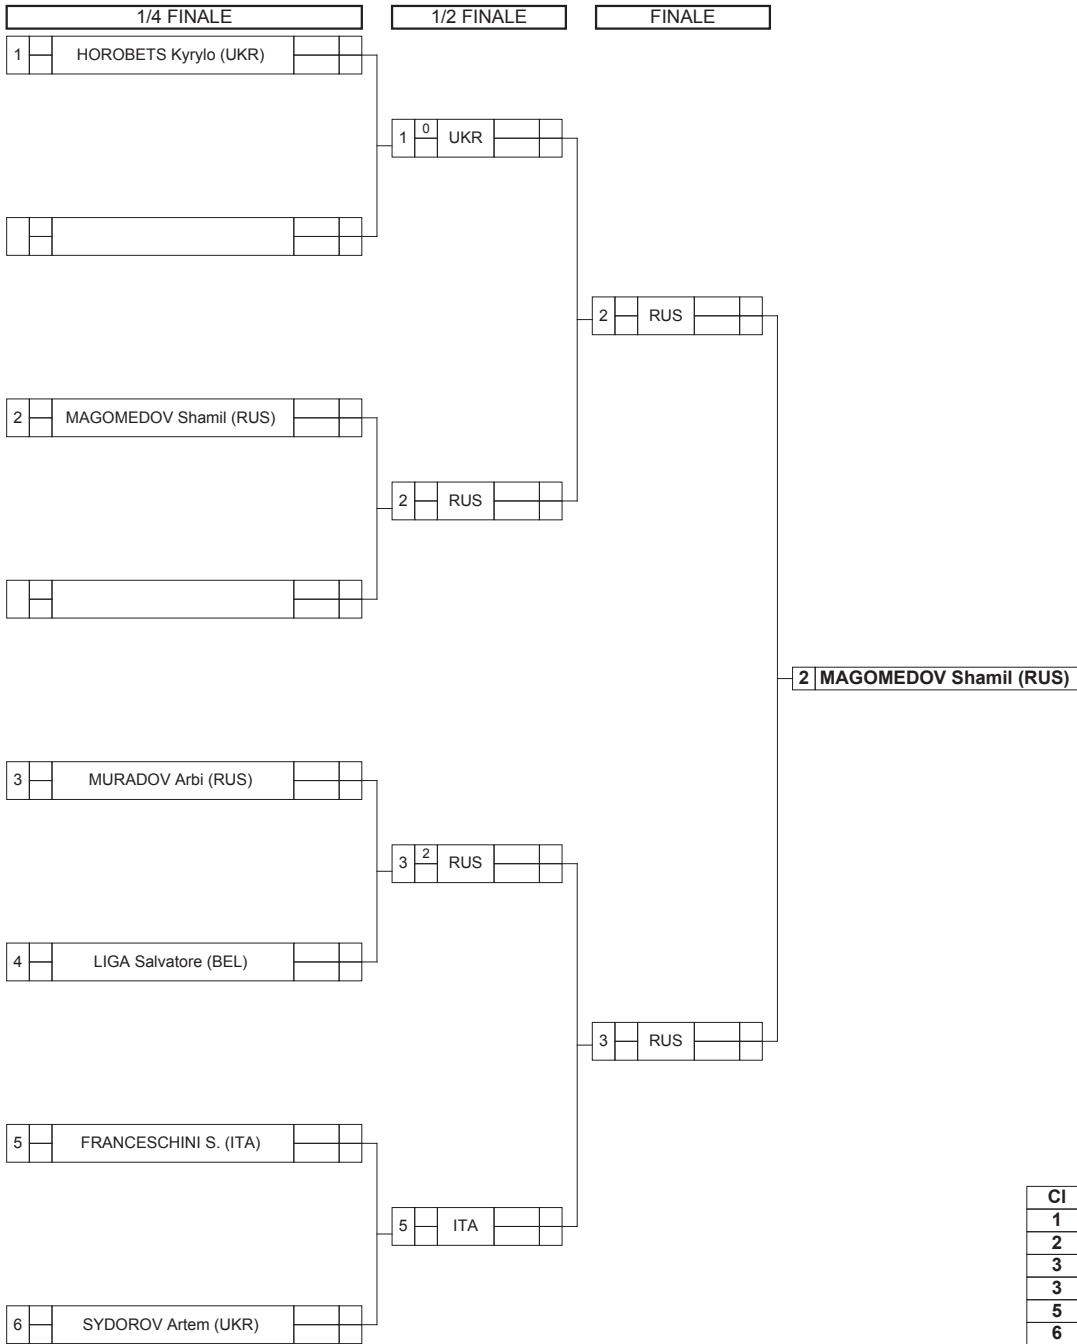 1/4 FINALE 1/2 FINALE FINALE
1 HOROBETS Kyrylo (UKR)
1 0 UKR
2 RUS
2 MAGOMEDOV Shamil (RUS)
2 RUS
2 MAGOMEDOV Shamil (RUS)
3 MURADOV Arbi (RUS)
3 2 RUS
4 LIGA Salvatore (BEL)
3 RUS
5 FRANCESCHINI S. (ITA)
5 ITA
6 SYDOROV Artem (UKR)
Cl
1
2
3
3
5
6